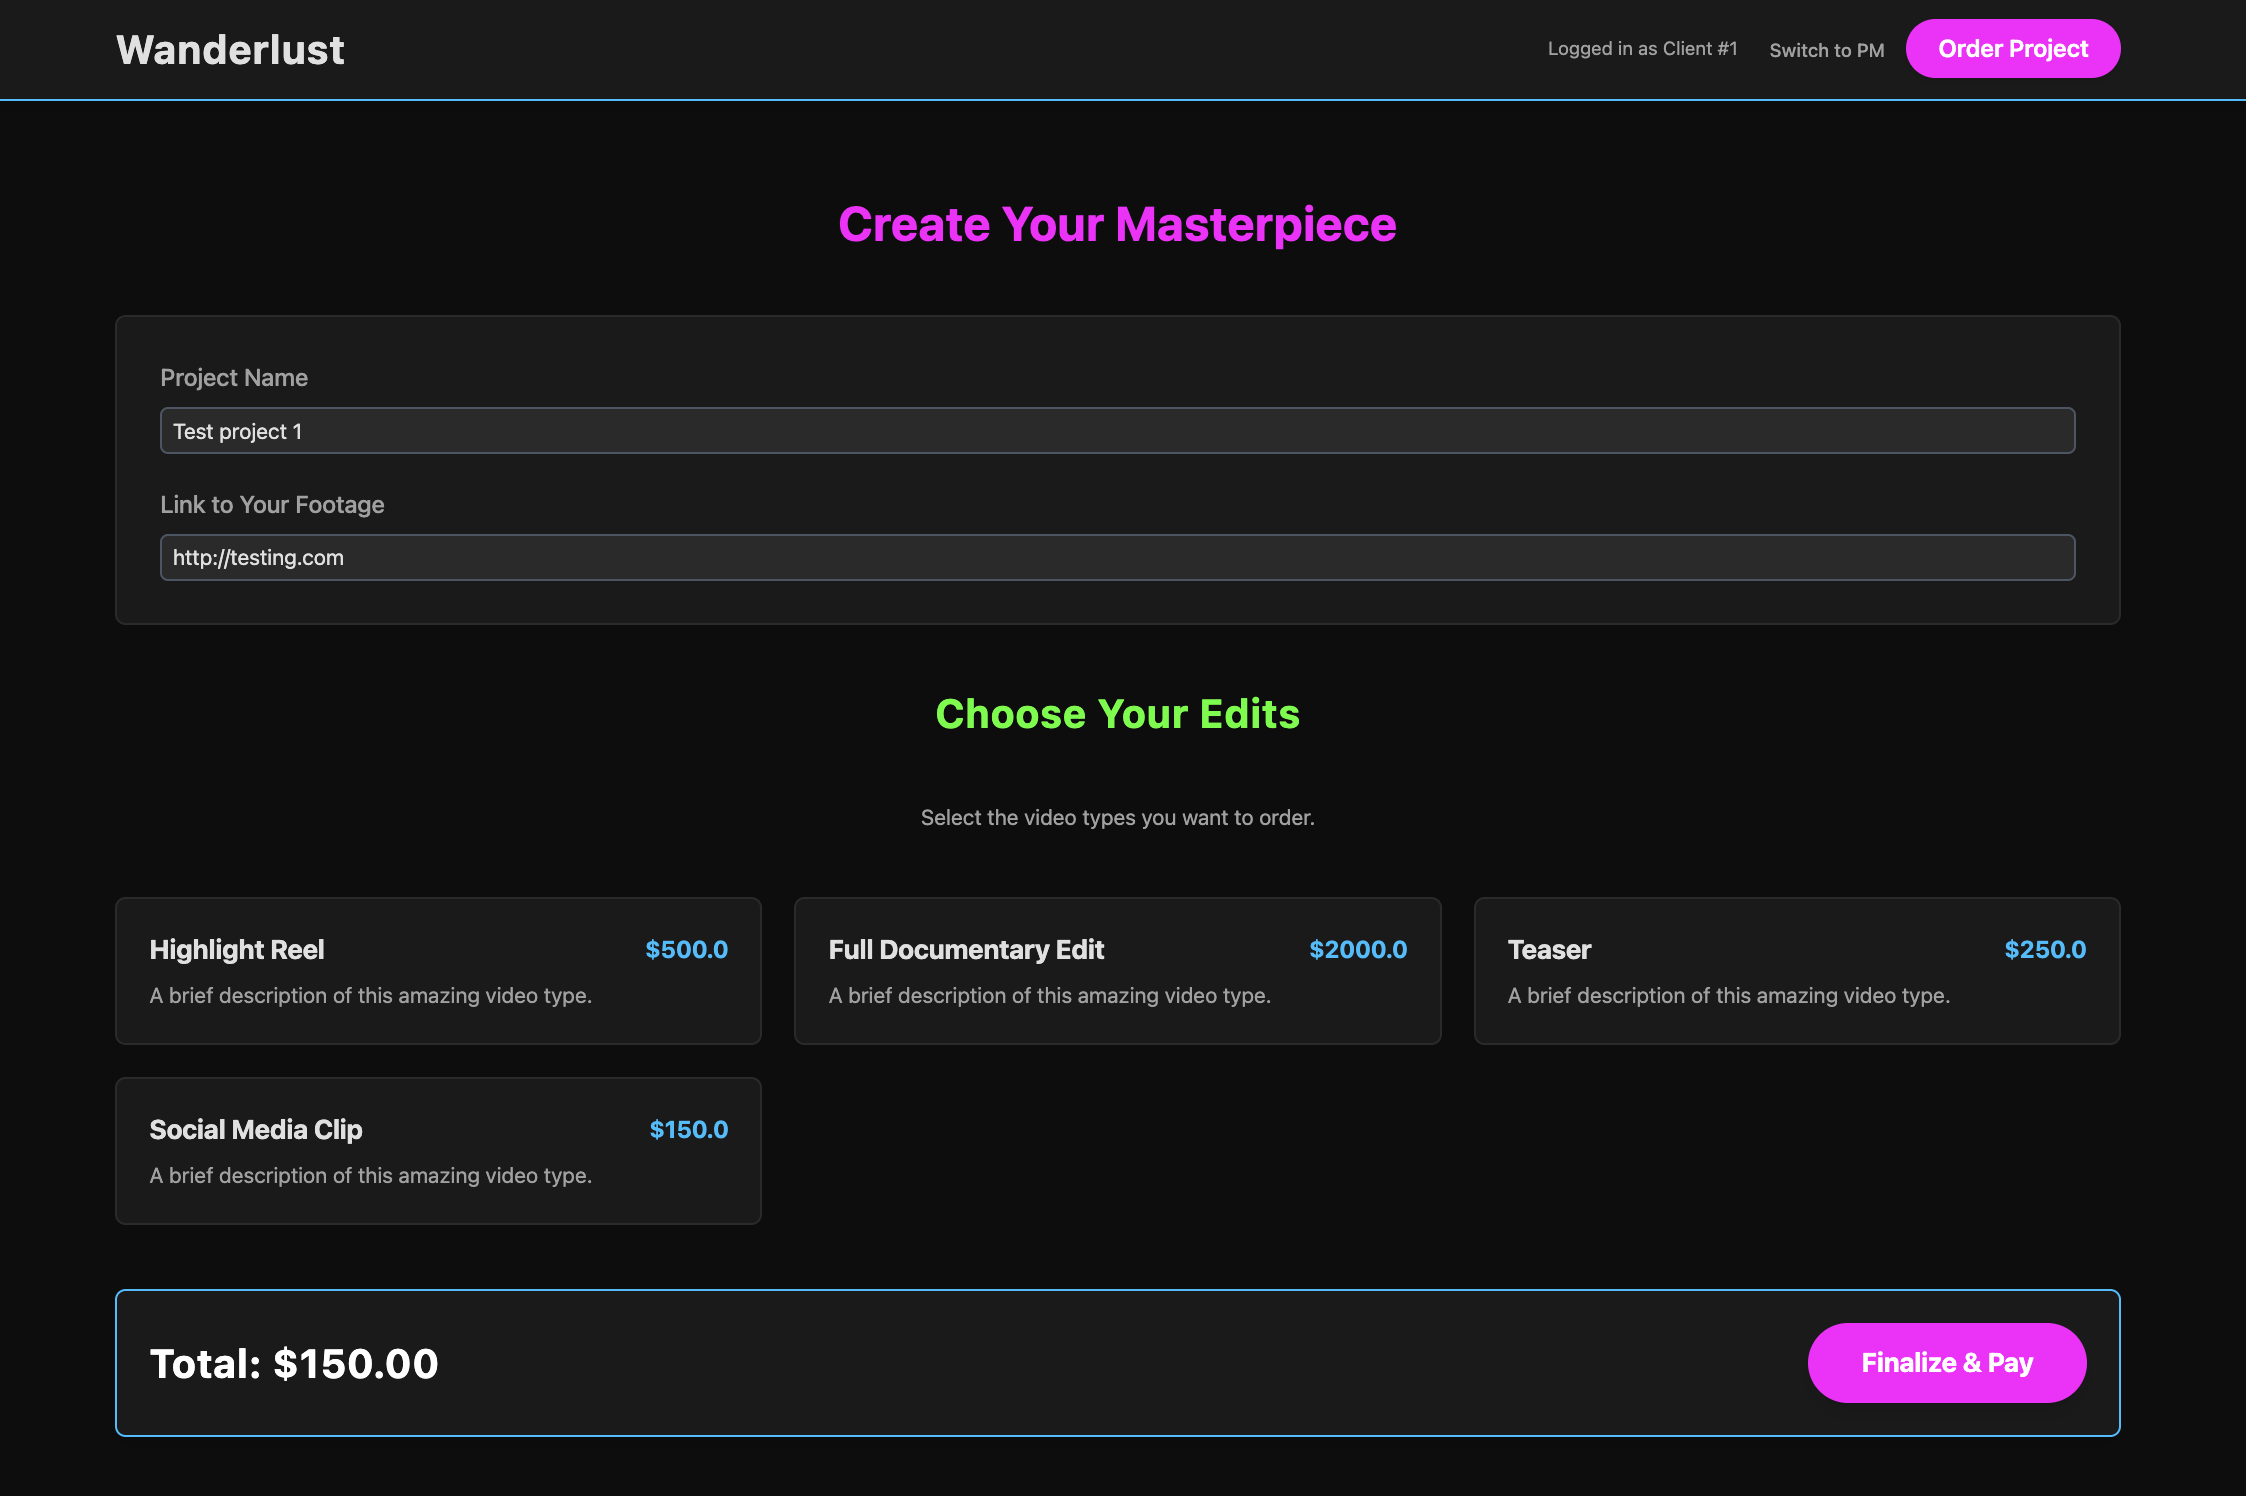 Wanderlust
Logged in as Client #1
Switch to PM
Order Project
Create Your Masterpiece
Project Name
Test project 1
Link to Your Footage
http://testing.com
Choose Your Edits
Select the video types you want to order.
Highlight Reel
$500.0
A brief description of this amazing video type.
Full Documentary Edit
$2000.0
A brief description of this amazing video type.
Teaser
$250.0
A brief description of this amazing video type.
Social Media Clip
$150.0
A brief description of this amazing video type.
Total: $150.00
Finalize & Pay